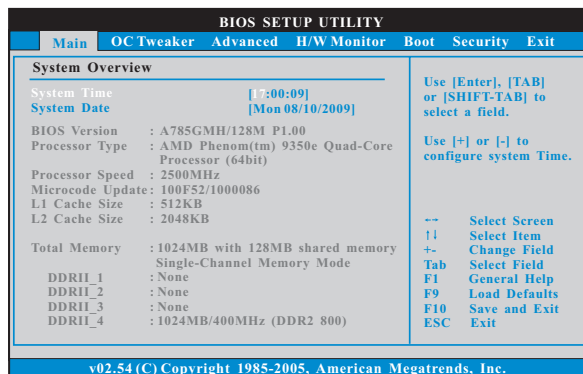 BIOS SETUP UTILITY
Main OC Tweaker Advanced H/W Monitor Boot Security Exit
System Overview
System Time [17:00:09]
System Date [Mon 08/10/2009]
BIOS Version : A785GMH/128M P1.00
Processor Type : AMD Phenom(tm) 9350e Quad-Core
Processor (64bit)
Processor Speed : 2500MHz
Microcode Update : 100F52/1000086
L1 Cache Size : 512KB
L2 Cache Size : 2048KB
Total Memory : 1024MB with 128MB shared memory
Single-Channel Memory Mode
DDRII_1 : None
DDRII_2 : None
DDRII_3 : None
DDRII_4 : 1024MB/400MHz (DDR2 800)
Use [Enter], [TAB]
or [SHIFT-TAB] to
select a field.
Use [+] or [-] to
configure system Time.
←→ Select Screen
↑↓ Select Item
+- Change Field
Tab Select Field
F1 General Help
F9 Load Defaults
F10 Save and Exit
ESC Exit
v02.54 (C) Copyright 1985-2005, American Megatrends, Inc.